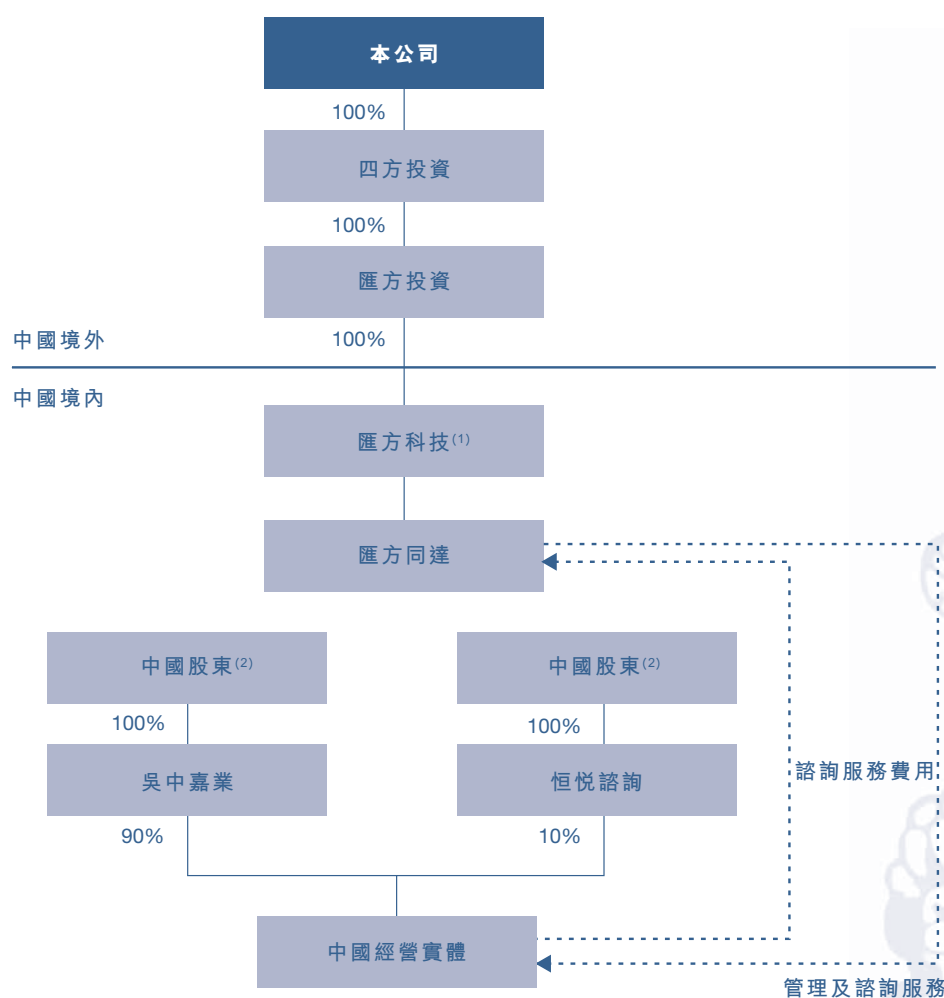 本公司
100%
四方投資
100%
匯方投資
中國境外
100%
中國境內
匯方科技(1)
匯方同達
中國股東(2)
中國股東(2)
100%
100%
吳中嘉業
恒悅諮詢
諮詢服務費用
90%
10%
中國經營實體
管理及諮詢服務